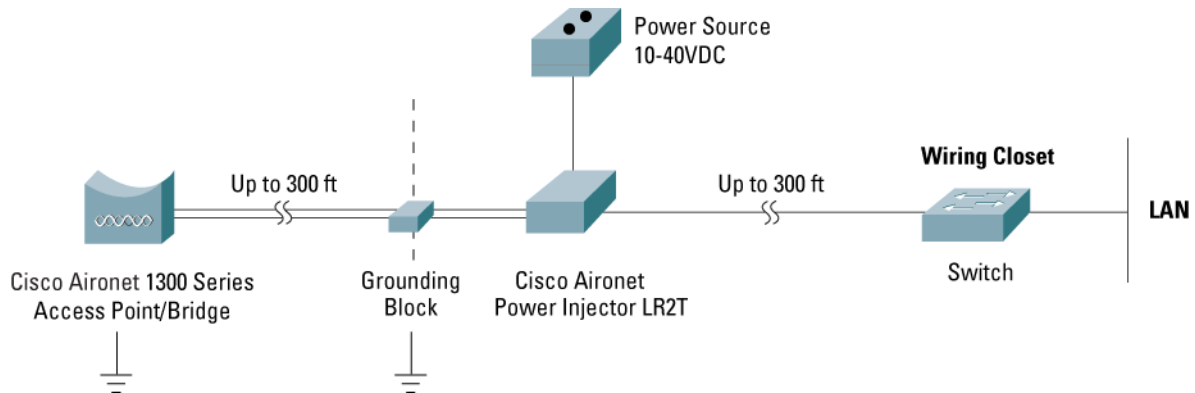 Power Source
10-40VDC
Wiring Closet
Up to 300 ft
Up to 300 ft
LAN
Cisco Aironet 1300 Series
Access Point/Bridge
Grounding
Block
Cisco Aironet
Power Injector LR2T
Switch